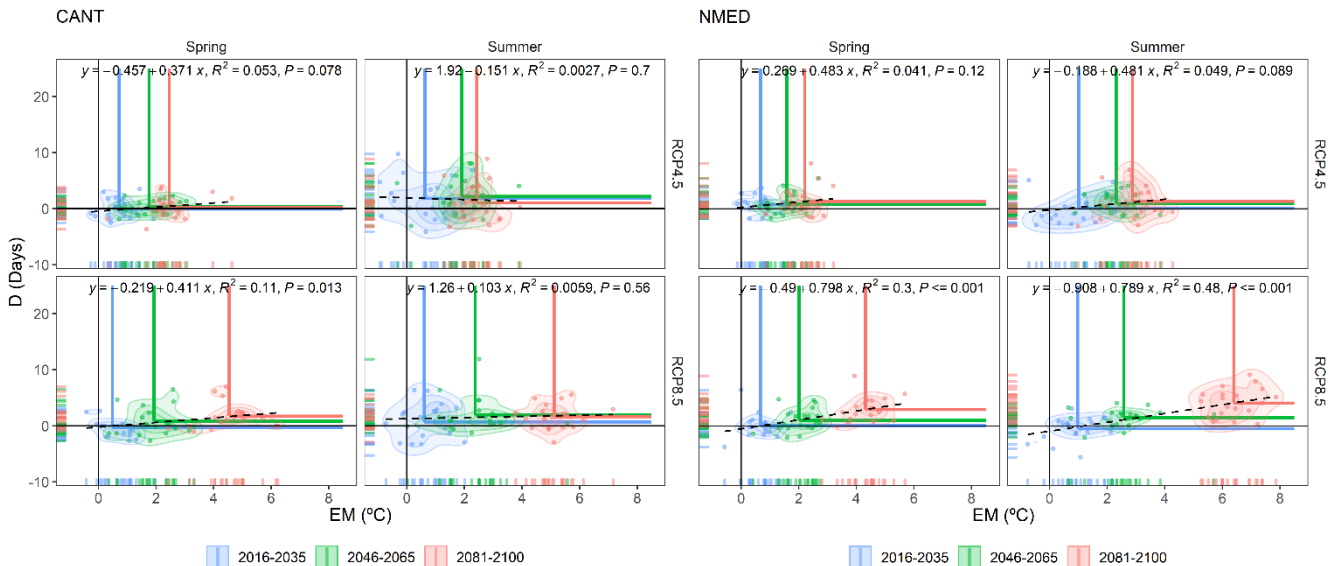 CANT
NMED
Spring
Summer
Spring
Summer
y = −0.457 + 0.371 x, R² = 0.053, P = 0.078
y = 1.92 − 0.151 x, R² = 0.0027, P = 0.7
y = 0.269 + 0.483 x, R² = 0.041, P = 0.12
y = −0.188 + 0.481 x, R² = 0.049, P = 0.089
20
10
0
-10
RCP4.5
RCP4.5
y = −0.219 + 0.411 x, R² = 0.11, P = 0.013
y = 1.26 + 0.103 x, R² = 0.0059, P = 0.56
y = −0.49 + 0.798 x, R² = 0.3, P <= 0.001
y = −0.908 + 0.789 x, R² = 0.48, P <= 0.001
20
10
0
-10
RCP8.5
RCP8.5
D (Days)
0 2 4 6 8
0 2 4 6 8
0 2 4 6 8
0 2 4 6 8
EM (ºC)
EM (ºC)
2016-2035 2046-2065 2081-2100
2016-2035 2046-2065 2081-2100